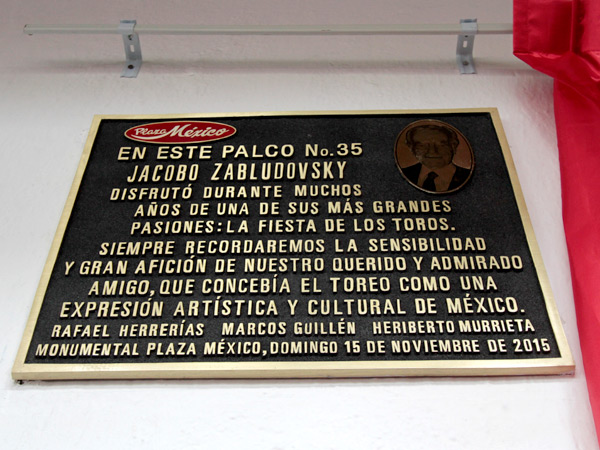 Plaza México
EN ESTE PALCO No. 35
JACOBO ZABLUDOVSKY
DISFRUTÓ DURANTE MUCHOS
AÑOS DE UNA DE SUS MÁS GRANDES
PASIONES: LA FIESTA DE LOS TOROS.
SIEMPRE RECORDAREMOS LA SENSIBILIDAD
Y GRAN AFICIÓN DE NUESTRO QUERIDO Y ADMIRADO
AMIGO, QUE CONCEBÍA EL TOREO COMO UNA
EXPRESIÓN ARTÍSTICA Y CULTURAL DE MÉXICO.
RAFAEL HERRERÍAS MARCOS GUILLÉN HERIBERTO MURRIETA
MONUMENTAL PLAZA MÉXICO, DOMINGO 15 DE NOVIEMBRE DE 2015